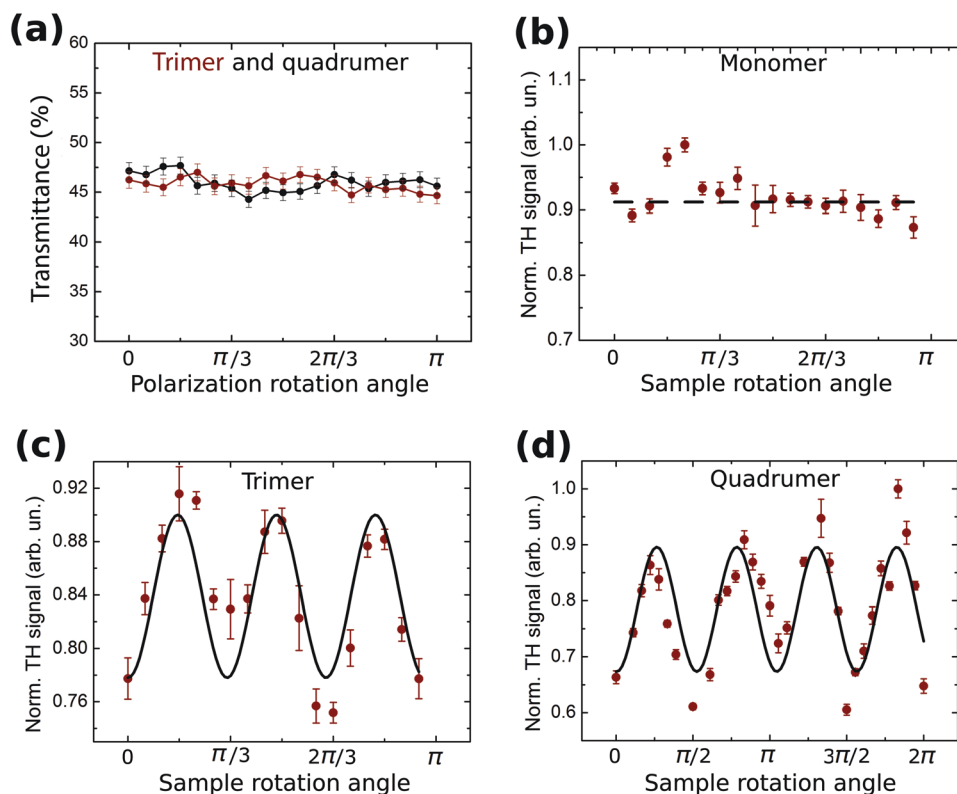 (a)
60
55
50
45
40
35
30
Transmittance (%)
Trimer and quadrumer
0 π/3 2π/3 π
Polarization rotation angle
(b)
1.1
1.0
0.9
0.8
0.7
Norm. TH signal (arb. un.)
Monomer
0 π/3 2π/3 π
Sample rotation angle
(c)
0.92
0.88
0.84
0.80
0.76
Norm. TH signal (arb. un.)
Trimer
0 π/3 2π/3 π
Sample rotation angle
(d)
1.0
0.9
0.8
0.7
0.6
Norm. TH signal (arb. un.)
Quadrumer
0 π/2 π 3π/2 2π
Sample rotation angle